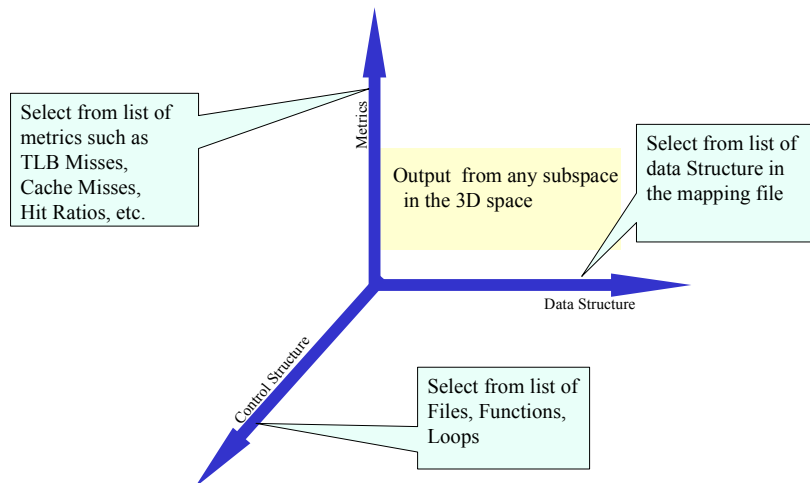 Select from list of
metrics such as
TLB Misses,
Cache Misses,
Hit Ratios, etc.
Metrics
Output from any subspace
in the 3D space
Select from list of
data Structure in
the mapping file
Data Structure
Control Structure
Select from list of
Files, Functions,
Loops